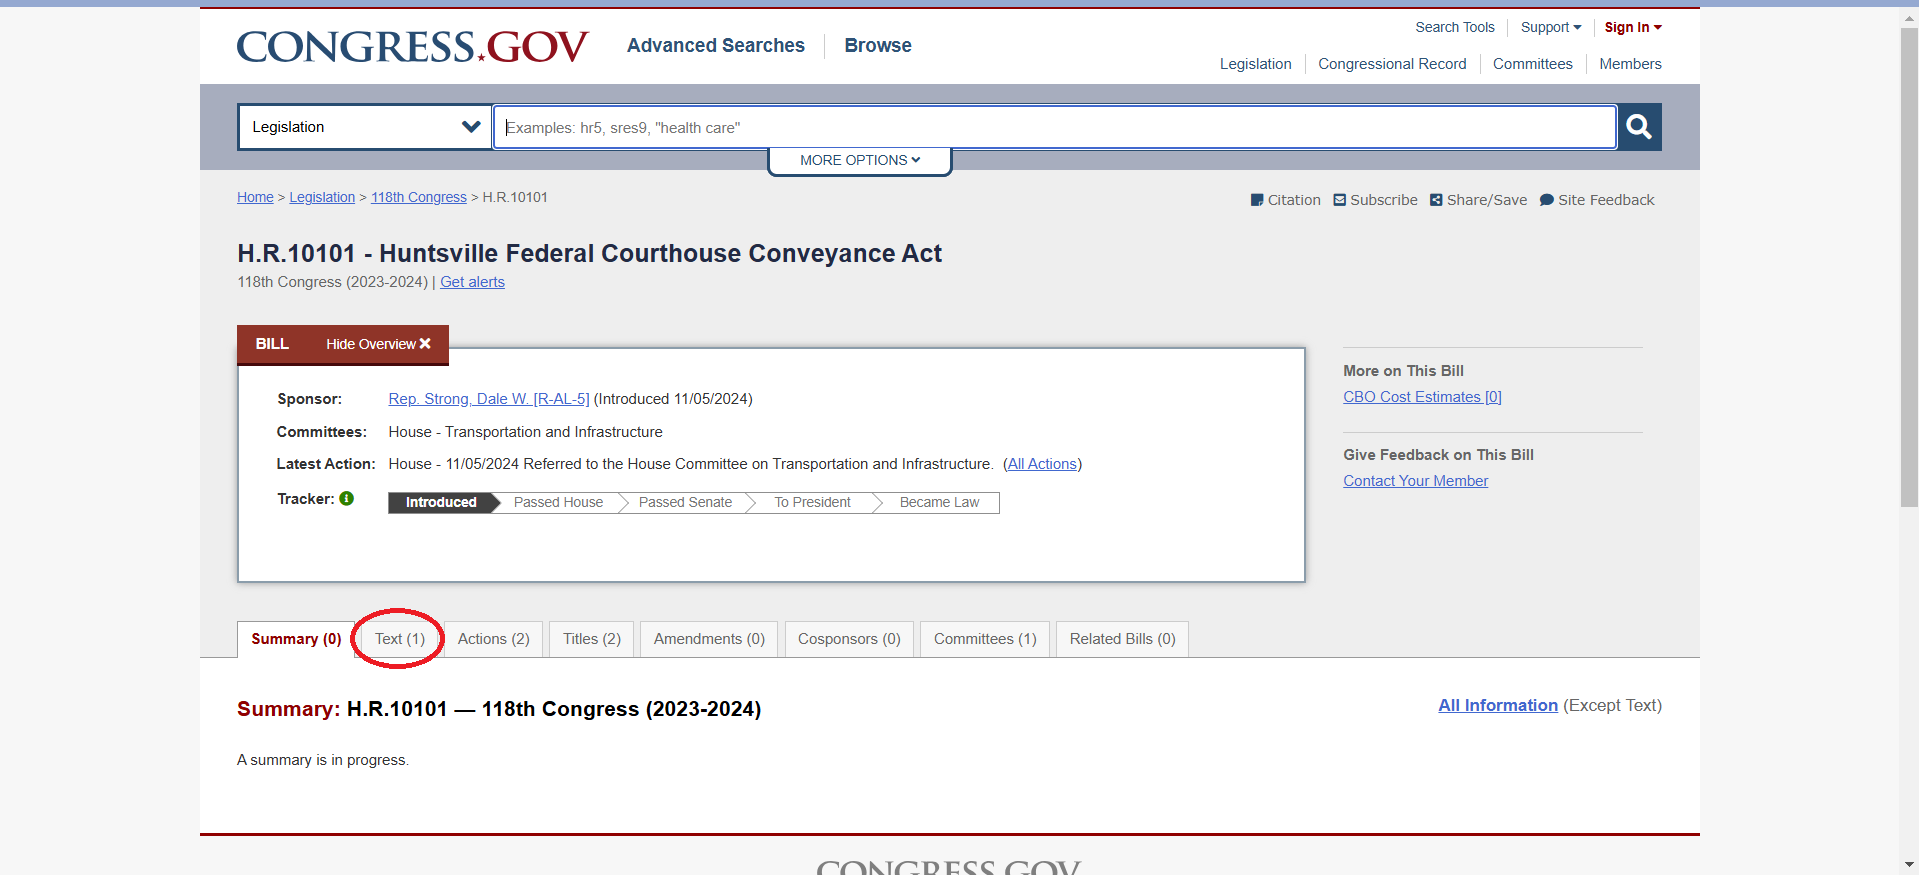 Search Tools Support Sign In
CONGRESS.GOV Advanced Searches Browse
Legislation Congressional Record Committees Members
Legislation Examples: hr5, sres9, "health care"
MORE OPTIONS
Home > Legislation > 118th Congress > H.R.10101 Citation Subscribe Share/Save Site Feedback
H.R.10101 - Huntsville Federal Courthouse Conveyance Act
118th Congress (2023-2024) | Get alerts
BILL Hide Overview
Sponsor: Rep. Strong, Dale W. [R-AL-5] (Introduced 11/05/2024)
Committees: House - Transportation and Infrastructure
Latest Action: House - 11/05/2024 Referred to the House Committee on Transportation and Infrastructure. (All Actions)
Tracker: Introduced Passed House Passed Senate To President Became Law
More on This Bill
CBO Cost Estimates [0]
Give Feedback on This Bill
Contact Your Member
Summary (0) Text (1) Actions (2) Titles (2) Amendments (0) Cosponsors (0) Committees (1) Related Bills (0)
Summary: H.R.10101 — 118th Congress (2023-2024) All Information (Except Text)
A summary is in progress.
CONGRESS.GOV